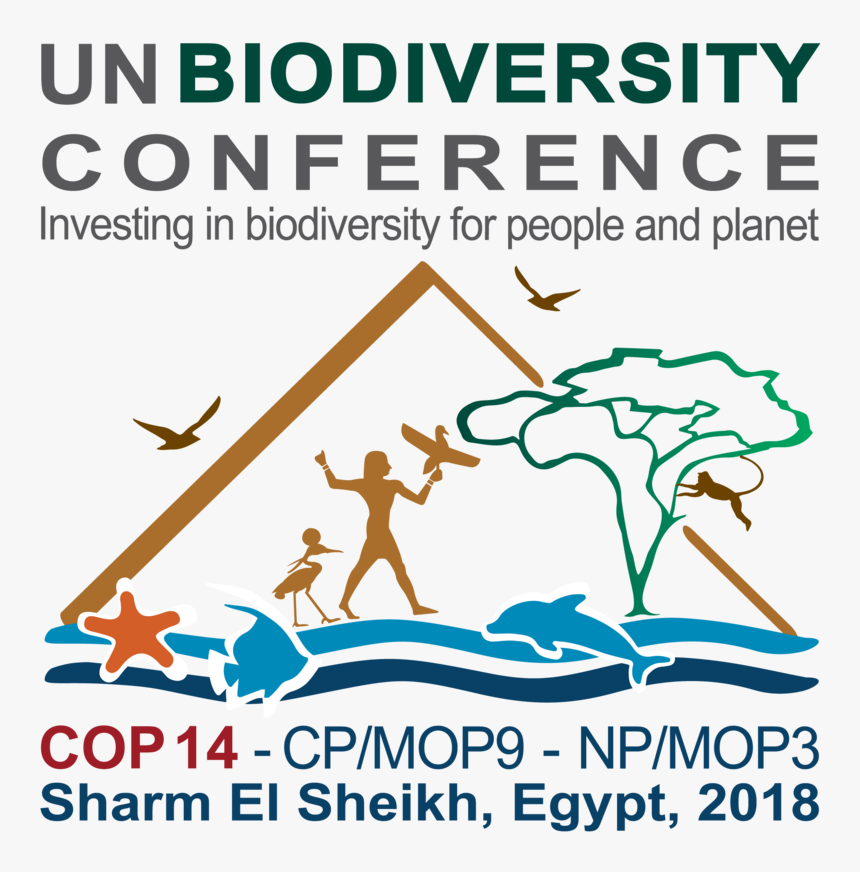 UN BIODIVERSITY
CONFERENCE
Investing in biodiversity for people and planet
COP 14 - CP/MOP9 - NP/MOP3
Sharm El Sheikh, Egypt, 2018